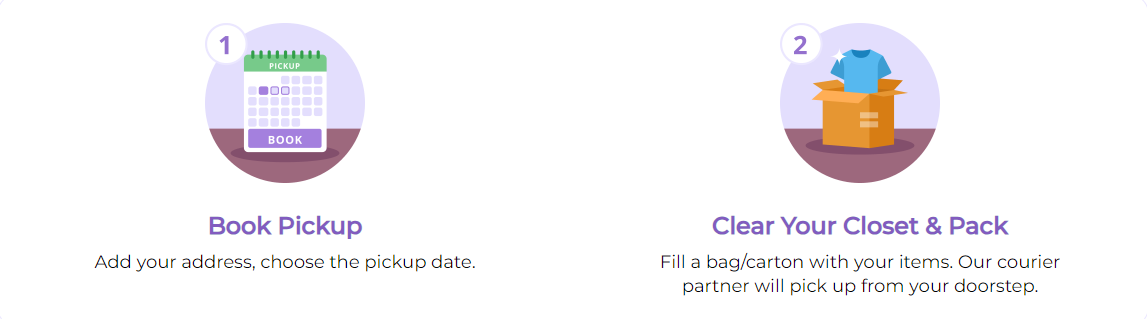 1
PICKUP
BOOK
Book Pickup
Add your address, choose the pickup date.
2
Clear Your Closet & Pack
Fill a bag/carton with your items. Our courier
partner will pick up from your doorstep.